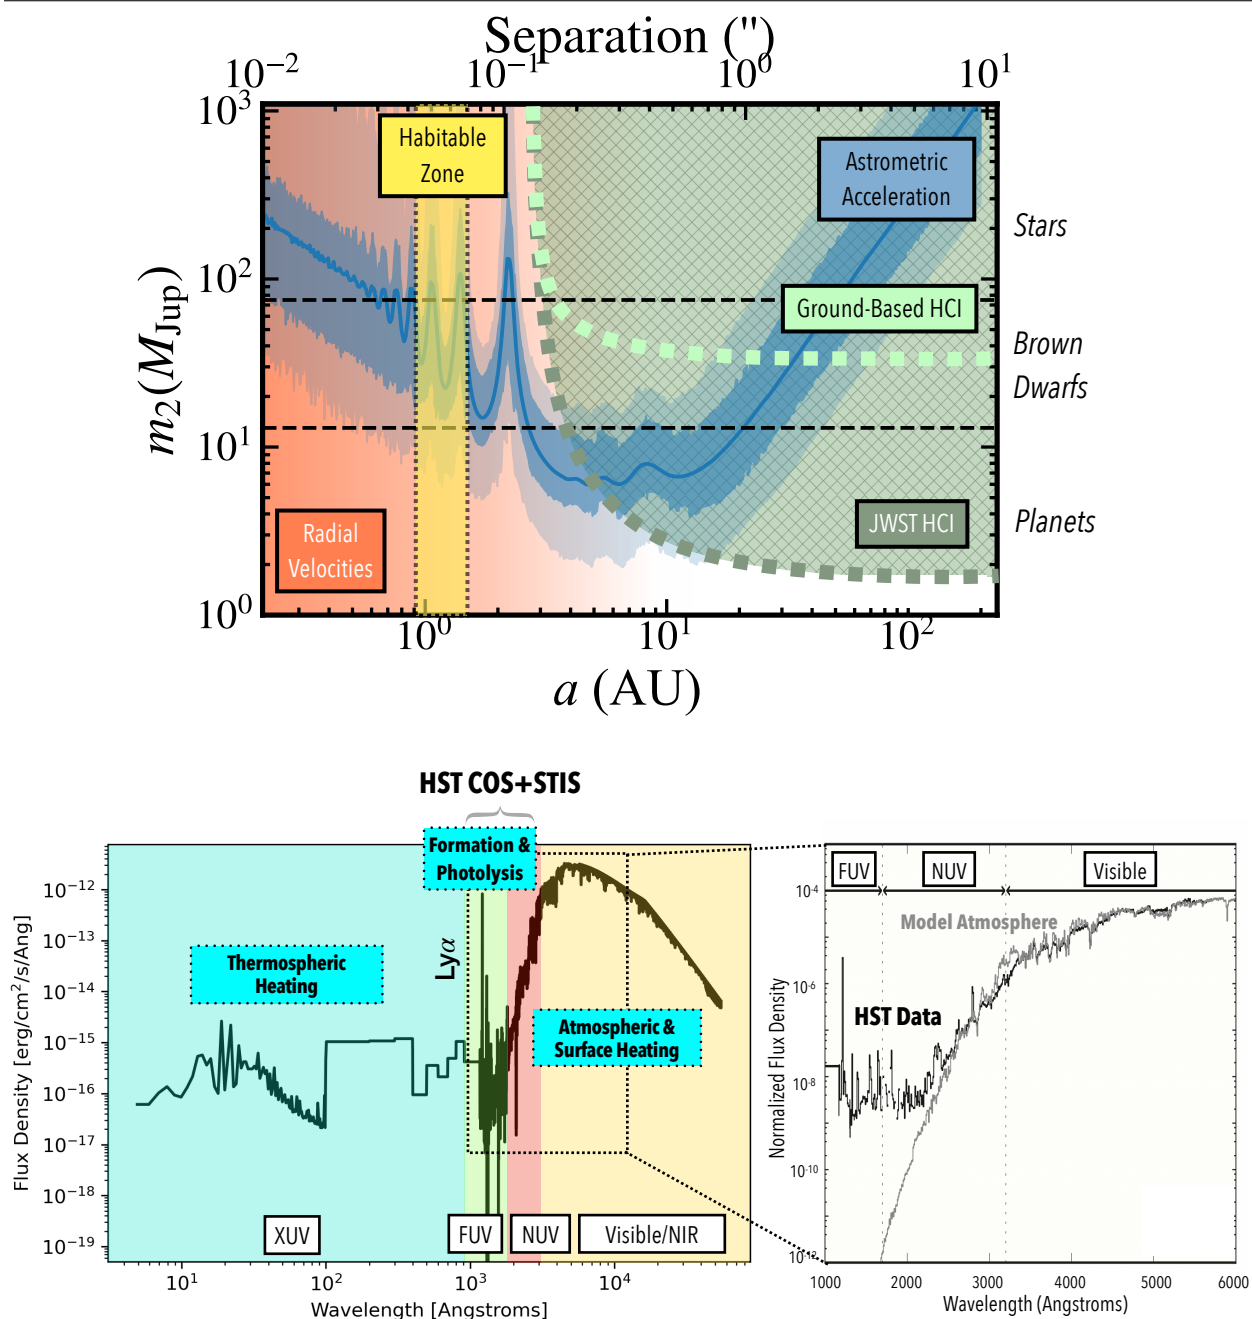 Separation (")
10⁻² 10⁻¹ 10⁰ 10¹
10³
10²
10¹
10⁰
m₂(M_Jup)
Habitable
Zone
Astrometric
Acceleration
Ground-Based HCI
JWST HCI
Radial
Velocities
Stars
Brown
Dwarfs
Planets
10⁰ 10¹ 10²
a (AU)
HST COS+STIS
Formation &
Photolysis
Lyα
Thermospheric
Heating
Atmospheric &
Surface Heating
XUV FUV NUV Visible/NIR
Flux Density [erg/cm²/s/Ang]
10⁻¹²
10⁻¹³
10⁻¹⁴
10⁻¹⁵
10⁻¹⁶
10⁻¹⁷
10⁻¹⁸
10⁻¹⁹
10¹ 10² 10³ 10⁴
Wavelength [Angstroms]
FUV NUV Visible
Model Atmosphere
HST Data
Normalized Flux Density
10⁻⁴
10⁻⁶
10⁻⁸
10⁻¹⁰
10⁻¹²
1000 2000 3000 4000 5000 6000
Wavelength (Angstroms)